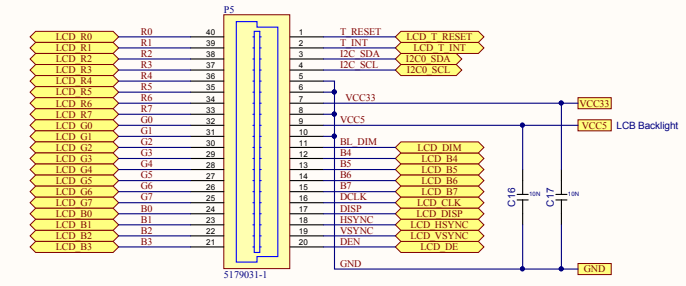 P5
LCD_R0 R0 40 1 T_RESET LCD_T_RESET
LCD_R1 R1 39 2 T_INT LCD_T_INT
LCD_R2 R2 38 3 I2C_SDA I2C0_SDA
LCD_R3 R3 37 4 I2C_SCL I2C0_SCL
LCD_R4 R4 36 5
LCD_R5 R5 35 6
LCD_R6 R6 34 7 VCC33 VCC33
LCD_R7 R7 33 8
LCD_G0 G0 32 9 VCC5 VCC5 LCB Backlight
LCD_G1 G1 31 10
LCD_G2 G2 30 11 BL_DIM LCD_DIM
LCD_G3 G3 29 12 B4 LCD_B4
LCD_G4 G4 28 13 B5 LCD_B5
LCD_G5 G5 27 14 B6 LCD_B6
LCD_G6 G6 26 15 B7 LCD_B7
LCD_G7 G7 25 16 DCLK LCD_CLK
LCD_B0 B0 24 17 DISP LCD_DISP
LCD_B1 B1 23 18 HSYNC LCD_HSYNC
LCD_B2 B2 22 19 VSYNC LCD_VSYNC
LCD_B3 B3 21 20 DEN LCD_DE
C16 10N C17 10N
GND GND
5179031-1